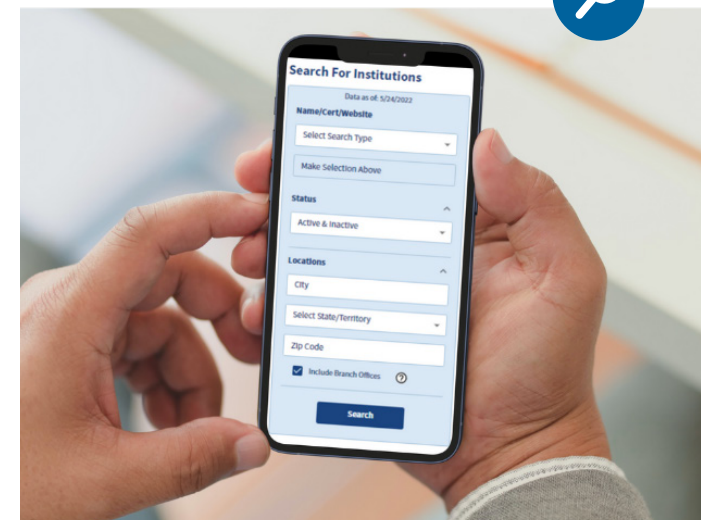 Search For Institutions
Data as of: 5/24/2022
Name/Cert/Website
Select Search Type
Make Selection Above
Status
Active & Inactive
Locations
City
Select State/Territory
Zip Code
Include Branch Offices
Search